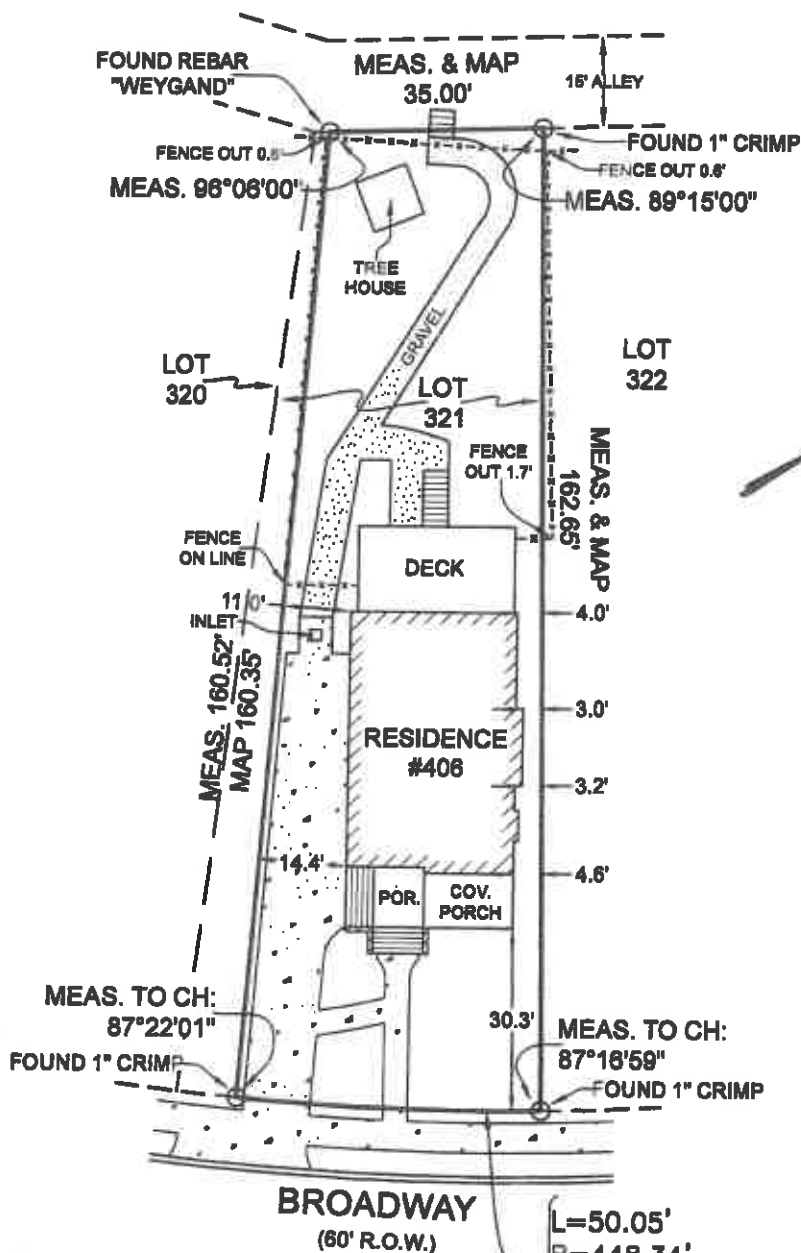 FOUND REBAR
"WEYGAND"
MEAS. & MAP
35.00'
15' ALLEY
FENCE OUT 0.
FOUND 1" CRIMP
FENCE OUT 0.6'
MEAS. 96°06'00"
MEAS. 89°15'00"
TREE
HOUSE
GRAVEL
LOT
320
LOT
321
LOT
322
FENCE
OUT 1.7'
MEAS. & MAP
162.65'
FENCE
ON LINE
DECK
11.0'
INLET
4.0'
MEAS. 160.52'
MAP 160.35'
3.0'
RESIDENCE
#406
3.2'
14.4'
4.6'
POR.
COV.
PORCH
MEAS. TO CH:
87°22'01"
30.3'
MEAS. TO CH:
87°16'59"
FOUND 1" CRIMP
FOUND 1" CRIMP
BROADWAY
(60' R.O.W.)
L=50.05'
R=448.74'